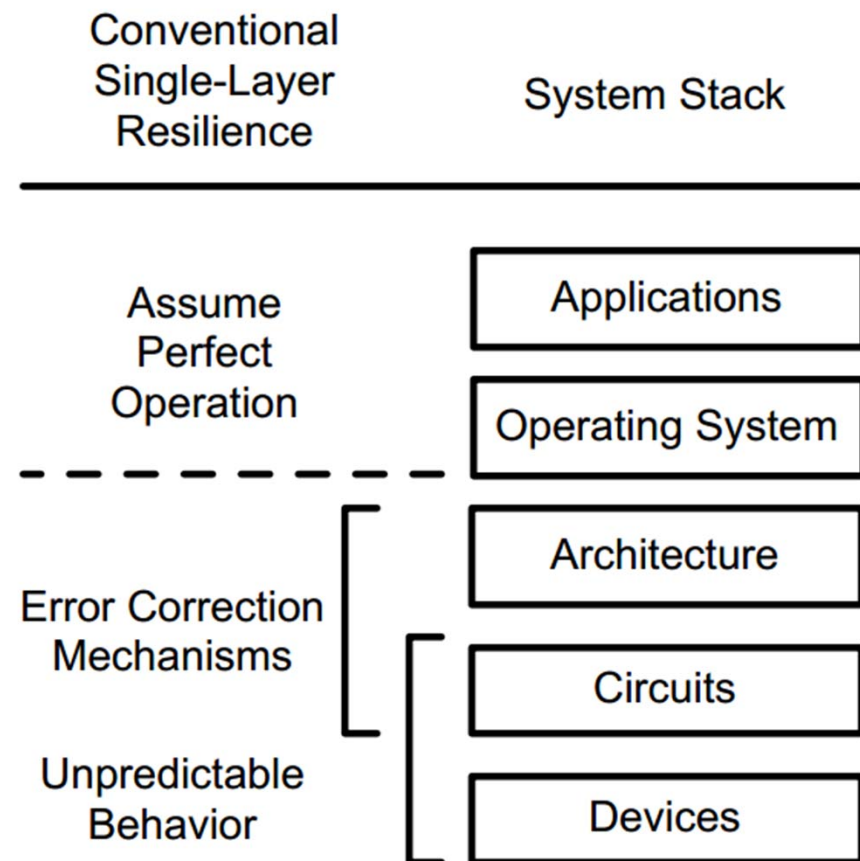 Conventional
Single-Layer
Resilience
System Stack
Assume
Perfect
Operation
Applications
Operating System
Error Correction
Mechanisms
Architecture
Circuits
Unpredictable
Behavior
Devices